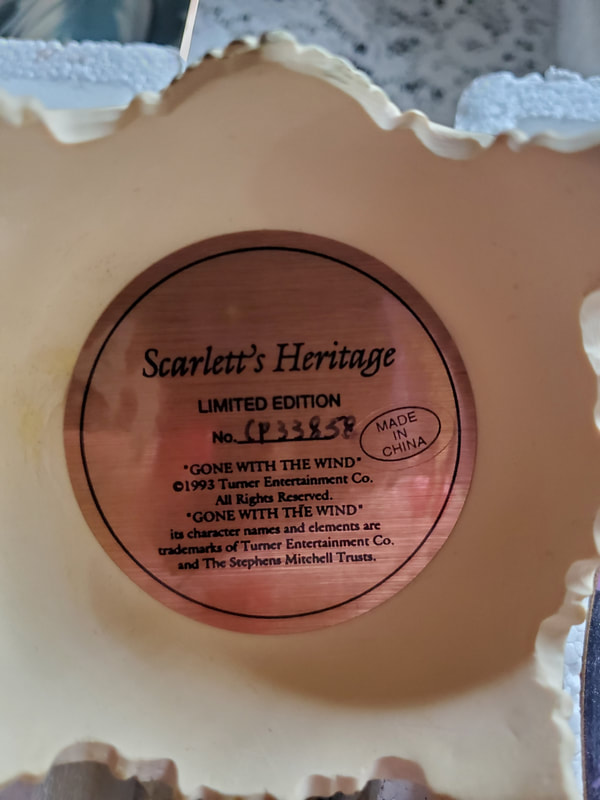 Scarlett's Heritage
LIMITED EDITION
No. CP33858
MADE
IN
CHINA
"GONE WITH THE WIND"
©1993 Turner Entertainment Co.
All Rights Reserved.
"GONE WITH THE WIND"
its character names and elements are
trademarks of Turner Entertainment Co.
and The Stephens Mitchell Trusts.